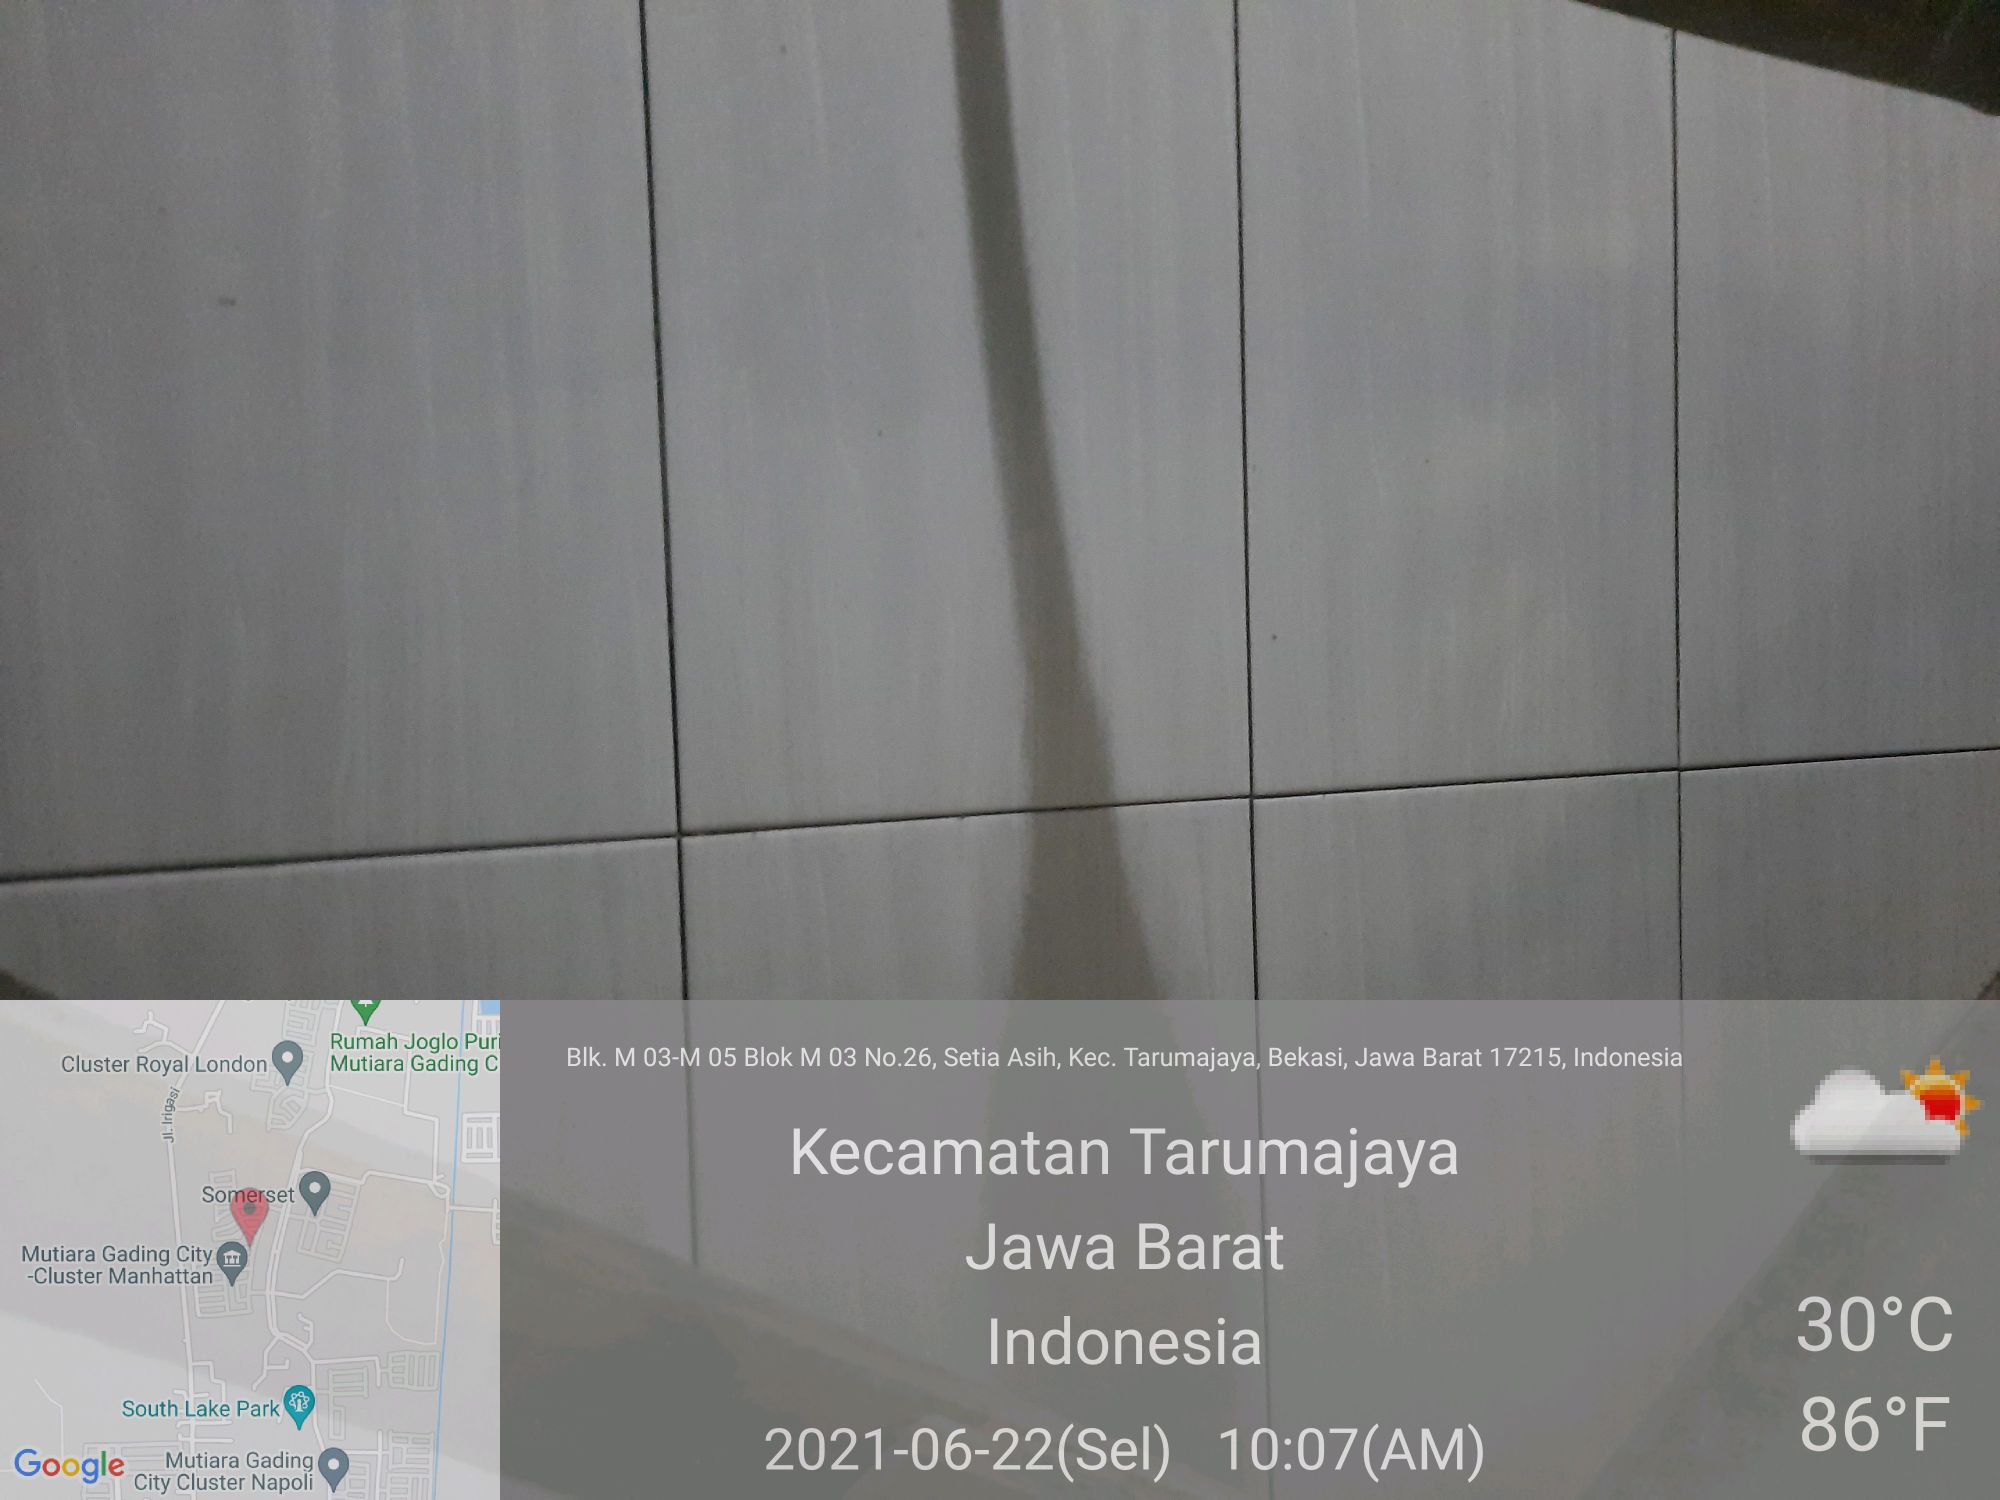 Rumah Joglo Puri
Mutiara Gading C
Cluster Royal London
Jl. Irigasi
Somerset
Mutiara Gading City
-Cluster Manhattan
South Lake Park
Mutiara Gading
City Cluster Napoli
Google
Blk. M 03-M 05 Blok M 03 No.26, Setia Asih, Kec. Tarumajaya, Bekasi, Jawa Barat 17215, Indonesia
Kecamatan Tarumajaya
Jawa Barat
Indonesia
2021-06-22(Sel) 10:07(AM)
30°C
86°F